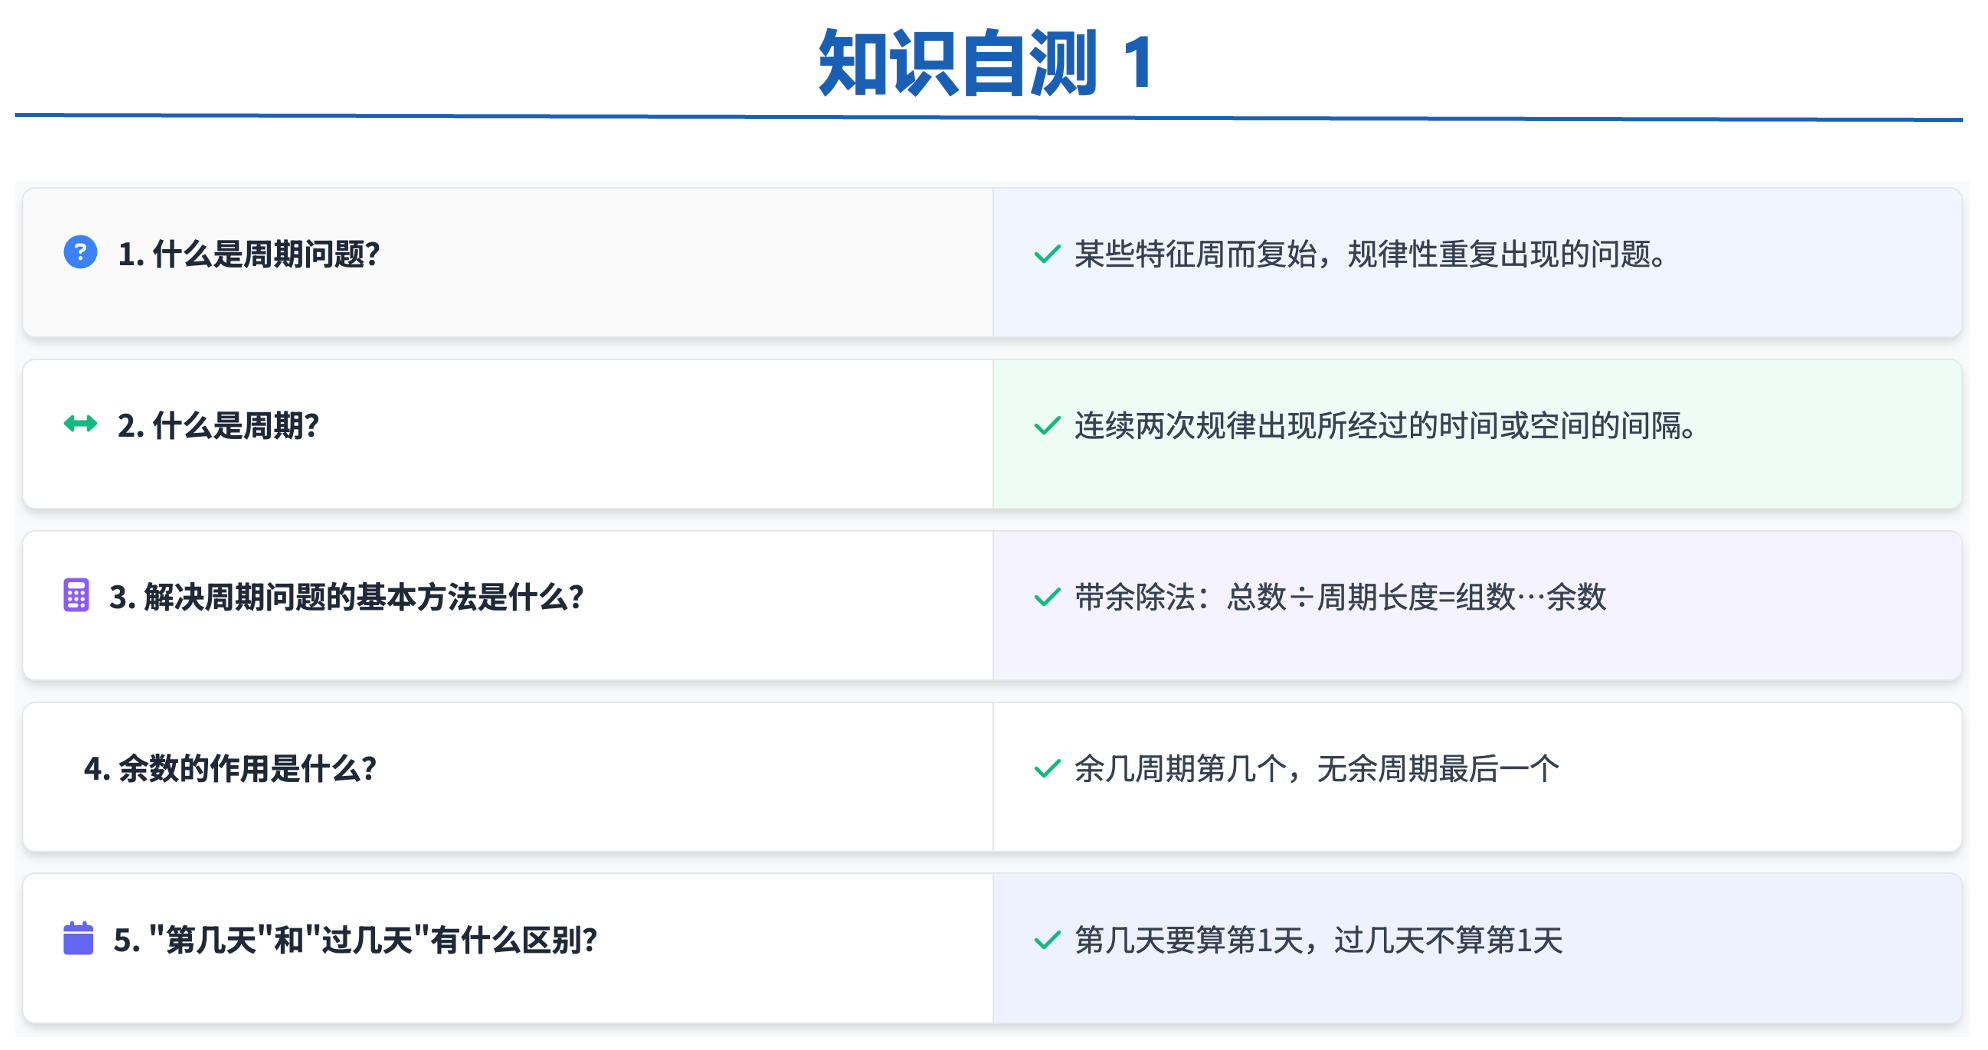 知识自测 1
1. 什么是周期问题?
某些特征周而复始，规律性重复出现的问题。
2. 什么是周期?
连续两次规律出现所经过的时间或空间的间隔。
3. 解决周期问题的基本方法是什么?
带余除法：总数÷周期长度=组数…余数
4. 余数的作用是什么?
余几周期第几个，无余周期最后一个
5. "第几天"和"过几天"有什么区别?
第几天要算第1天，过几天不算第1天